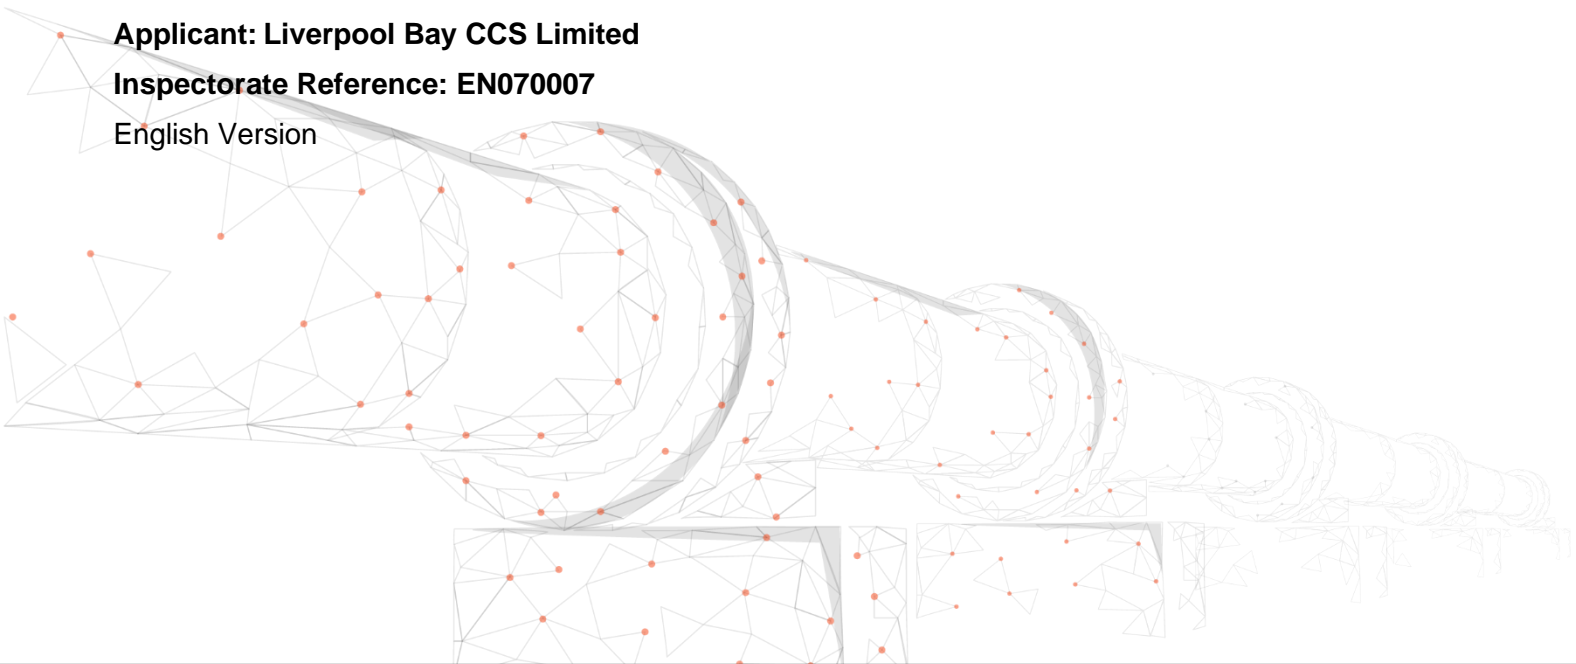 Applicant: Liverpool Bay CCS Limited
Inspectorate Reference: EN070007
English Version